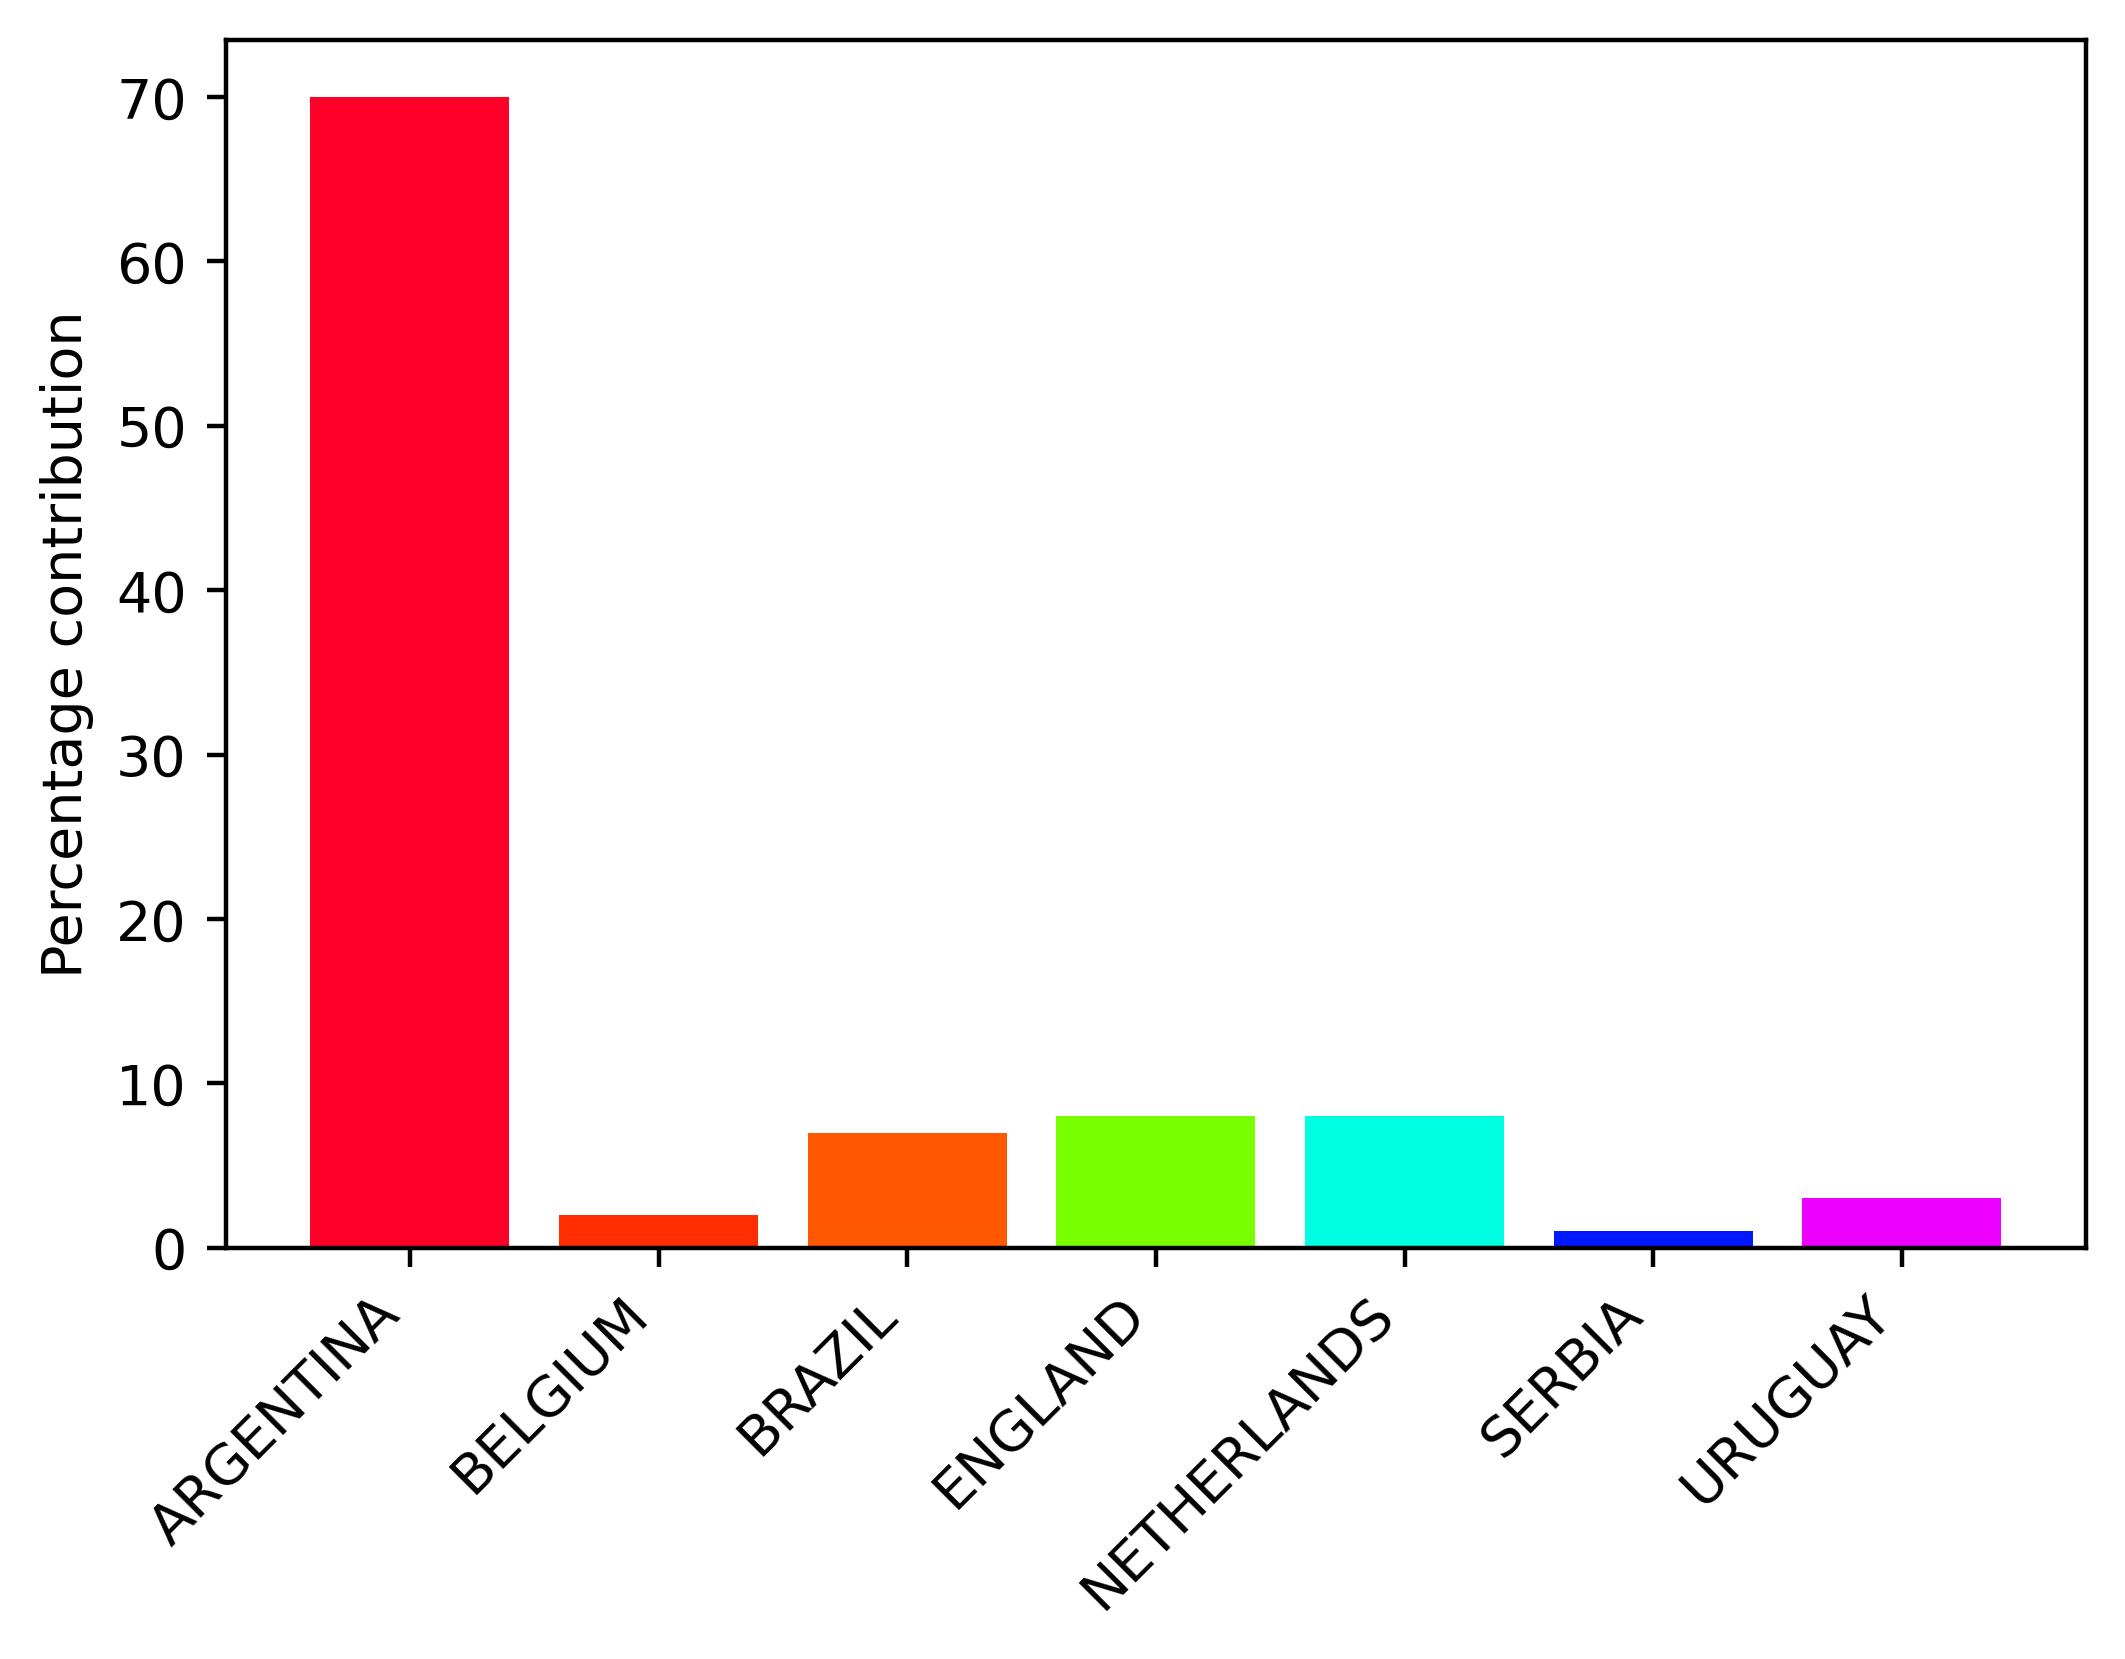 Percentage contribution
70
60
50
40
30
20
10
0
ARGENTINA
BELGIUM
BRAZIL
ENGLAND
NETHERLANDS
SERBIA
URUGUAY